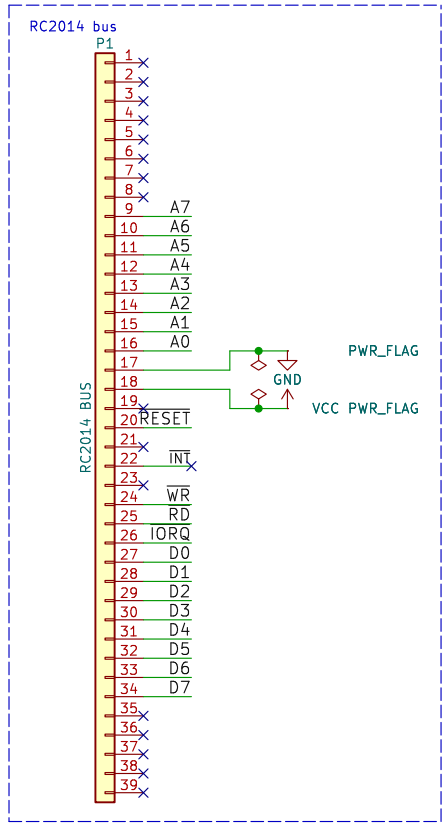 RC2014 bus
P1
1
2
3
4
5
6
7
8
9 A7
10 A6
11 A5
12 A4
13 A3
14 A2
15 A1
16 A0
PWR_FLAG
17
GND
18
RC2014 BUS
19
VCC PWR_FLAG
20 RESET
21
22 INT
23
24 WR
25 RD
26 IORQ
27 D0
28 D1
29 D2
30 D3
31 D4
32 D5
33 D6
34 D7
35
36
37
38
39